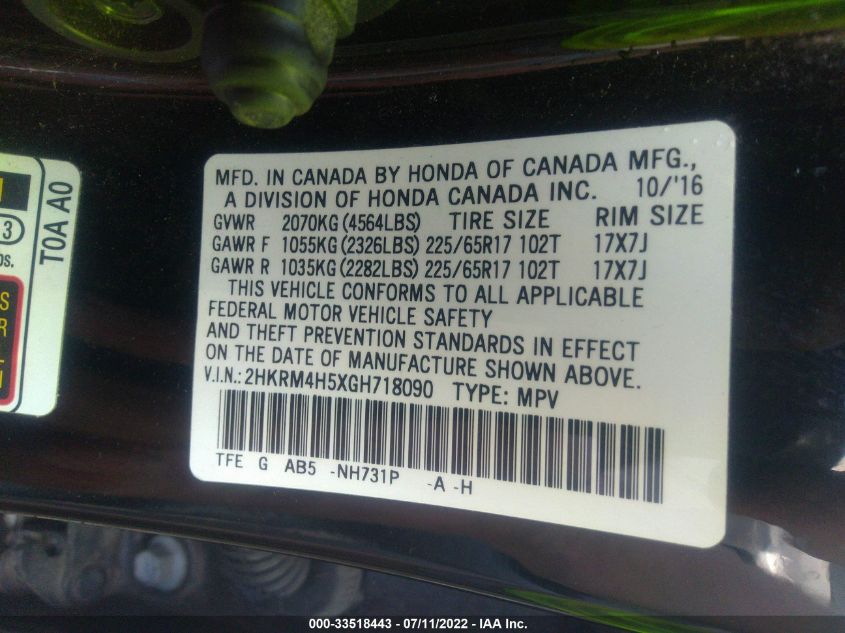 MFD. IN CANADA BY HONDA OF CANADA MFG.,
A DIVISION OF HONDA CANADA INC. 10/'16
GVWR 2070KG (4564LBS) TIRE SIZE RIM SIZE
GAWR F 1055KG (2326LBS) 225/65R17 102T 17X7J
GAWR R 1035KG (2282LBS) 225/65R17 102T 17X7J
THIS VEHICLE CONFORMS TO ALL APPLICABLE
FEDERAL MOTOR VEHICLE SAFETY
AND THEFT PREVENTION STANDARDS IN EFFECT
ON THE DATE OF MANUFACTURE SHOWN ABOVE.
V.I.N.: 2HKRM4H5XGH718090 TYPE: MPV
TFE G AB5 -NH731P -A -H
T0A A0
3
000-33518443 - 07/11/2022 - IAA Inc.